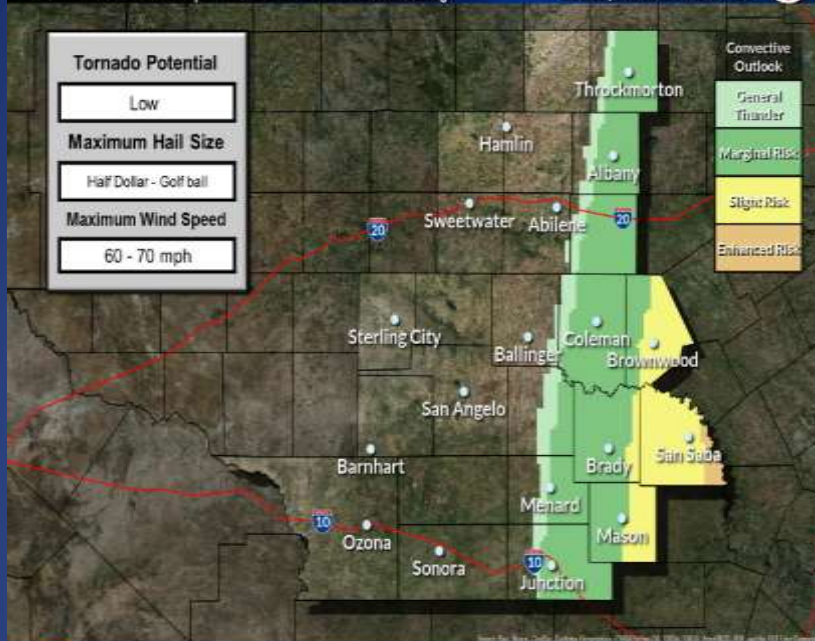 Tornado Potential
Low
Maximum Hail Size
Half Dollar - Golf ball
Maximum Wind Speed
60 - 70 mph
Convective
Outlook
General
Thunder
Marginal Risk
Slight Risk
Enhanced Risk
Throckmorton
Hamlin
Albany
Sweetwater
Abilene
20
20
Sterling City
Ballinger
Coleman
Brownwood
San Angelo
Barnhart
Brady
San Saba
Menard
Mason
10
Ozona
Sonora
10
Junction